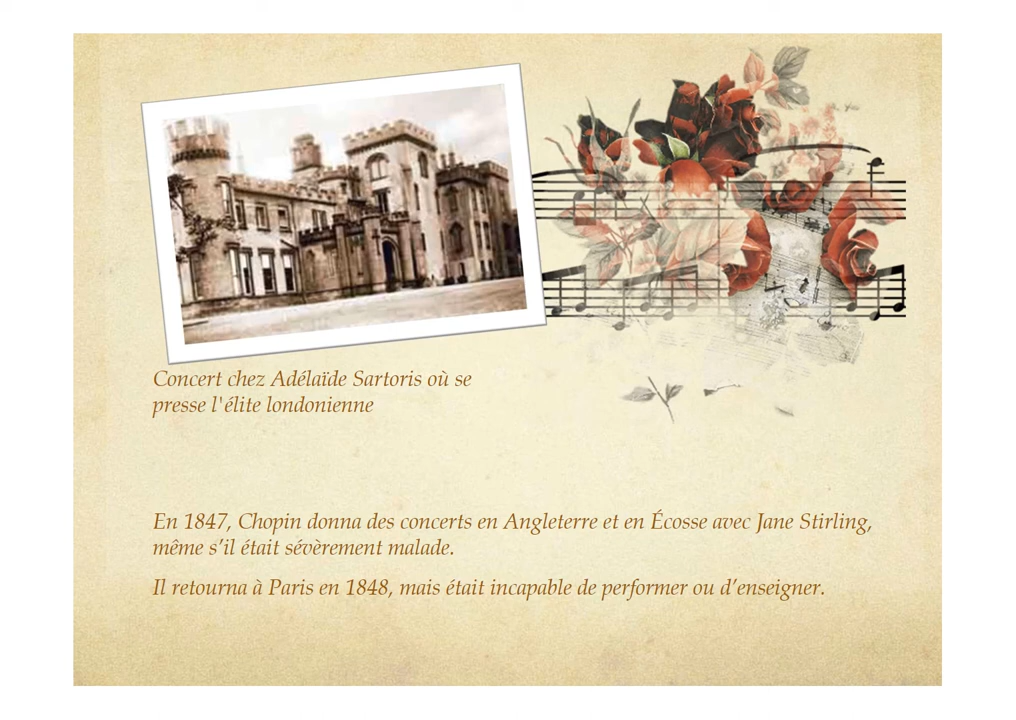 Concert chez Adélaïde Sartoris où se
presse l'élite londonienne
En 1847, Chopin donna des concerts en Angleterre et en Écosse avec Jane Stirling,
même s’il était sévèrement malade.
Il retourna à Paris en 1848, mais était incapable de performer ou d’enseigner.